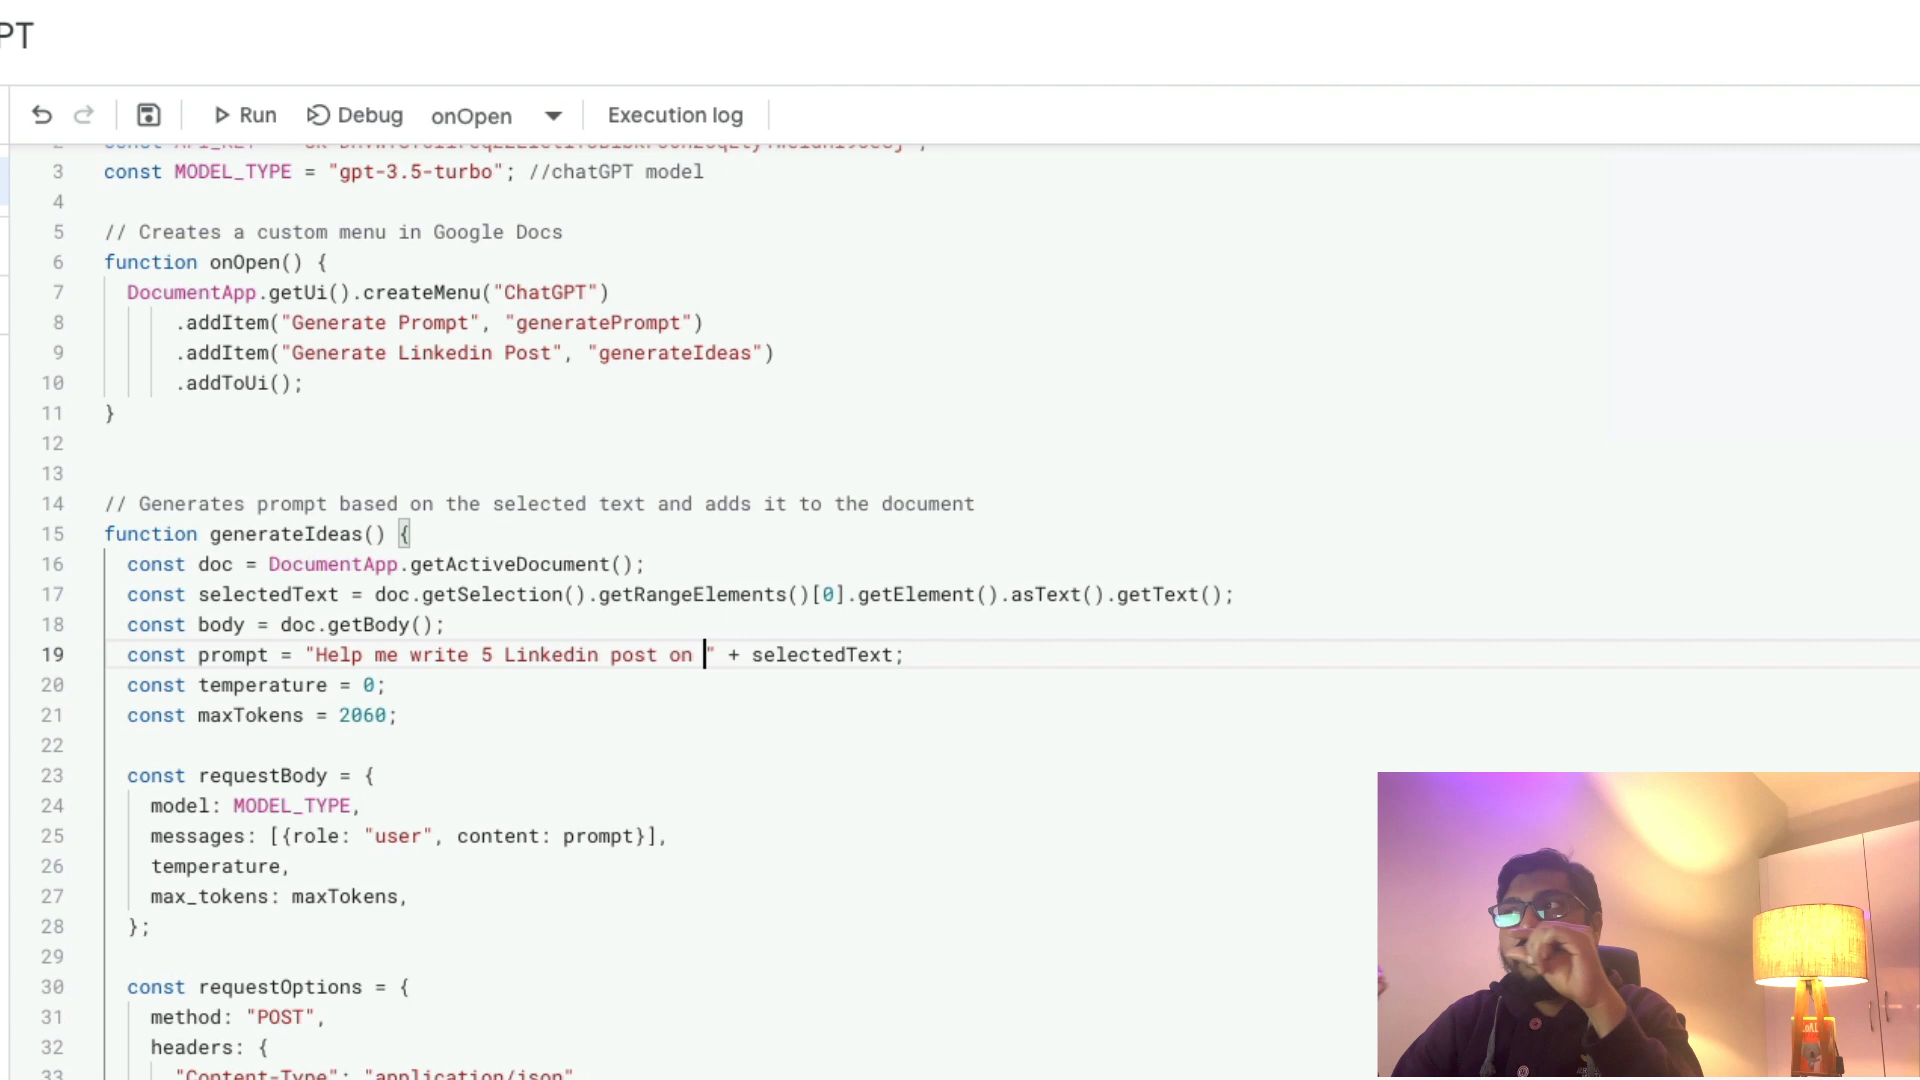 PT
Run Debug onOpen Execution log
3 const MODEL_TYPE = "gpt-3.5-turbo"; //chatGPT model
4
5 // Creates a custom menu in Google Docs
6 function onOpen() {
7 DocumentApp.getUi().createMenu("ChatGPT")
8 .addItem("Generate Prompt", "generatePrompt")
9 .addItem("Generate Linkedin Post", "generateIdeas")
10 .addToUi();
11 }
12
13
14 // Generates prompt based on the selected text and adds it to the document
15 function generateIdeas() {
16 const doc = DocumentApp.getActiveDocument();
17 const selectedText = doc.getSelection().getRangeElements()[0].getElement().asText().getText();
18 const body = doc.getBody();
19 const prompt = "Help me write 5 Linkedin post on " + selectedText;
20 const temperature = 0;
21 const maxTokens = 2060;
22
23 const requestBody = {
24 model: MODEL_TYPE,
25 messages: [{role: "user", content: prompt}],
26 temperature,
27 max_tokens: maxTokens,
28 };
29
30 const requestOptions = {
31 method: "POST",
32 headers: {
33 "Content-Type": "application/json"